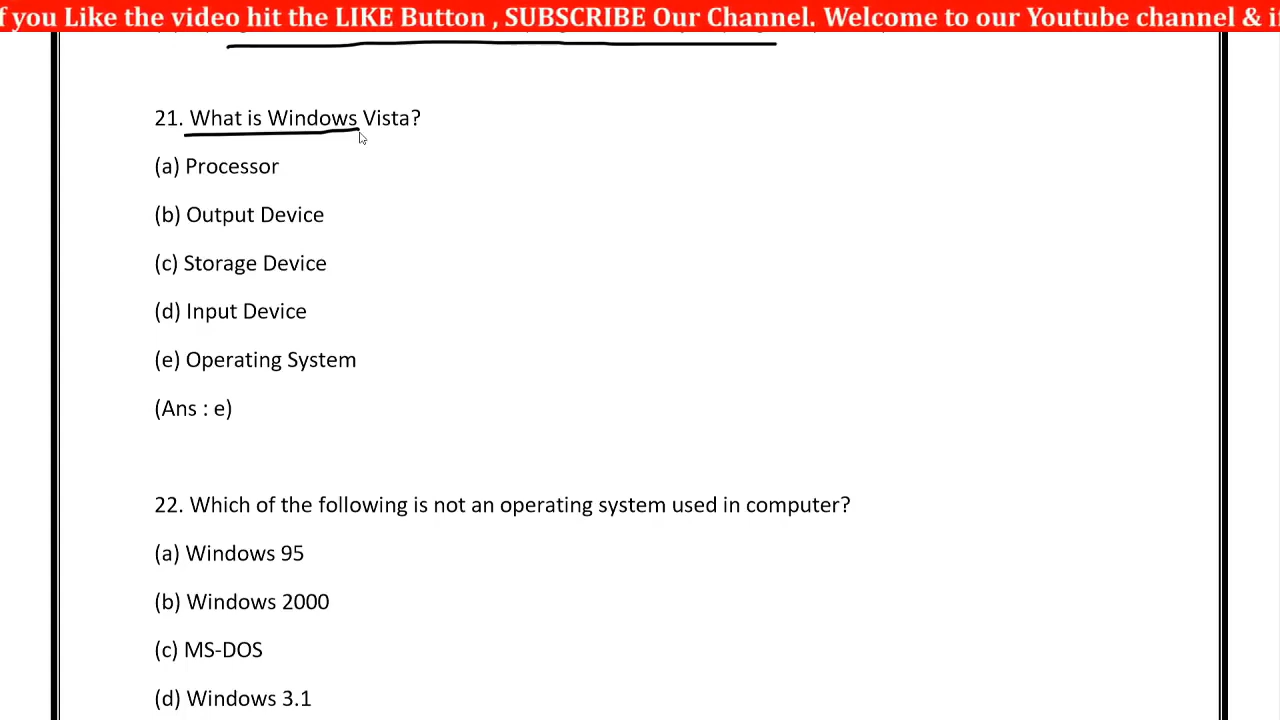 f you Like the video hit the LIKE Button , SUBSCRIBE Our Channel. Welcome to our Youtube channel & i
21. What is Windows Vista?
(a) Processor
(b) Output Device
(c) Storage Device
(d) Input Device
(e) Operating System
(Ans : e)
22. Which of the following is not an operating system used in computer?
(a) Windows 95
(b) Windows 2000
(c) MS-DOS
(d) Windows 3.1